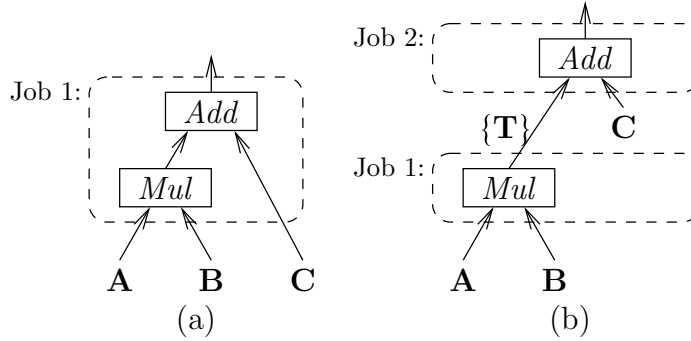 Job 1:
Add
Mul
A B C
(a)
Job 2:
Add
{T}
C
Job 1:
Mul
A B
(b)